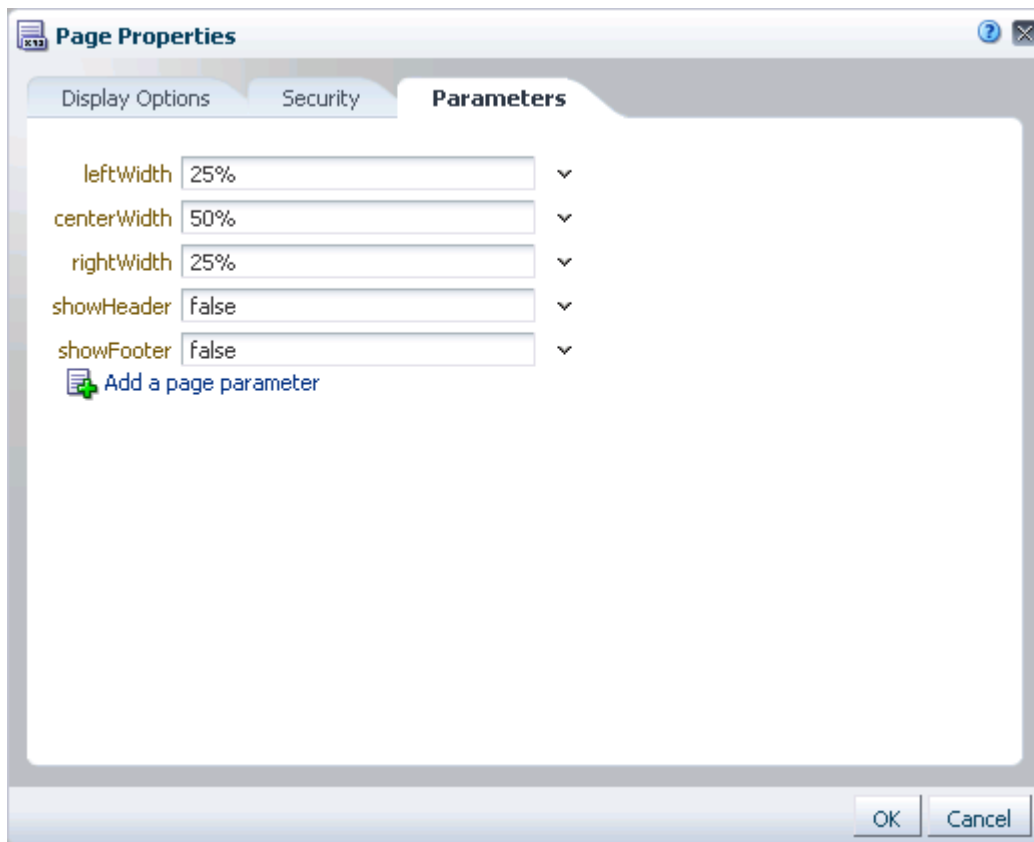 Page Properties
Display Options Security Parameters
leftWidth 25%
centerWidth 50%
rightWidth 25%
showHeader false
showFooter false
Add a page parameter
OK Cancel